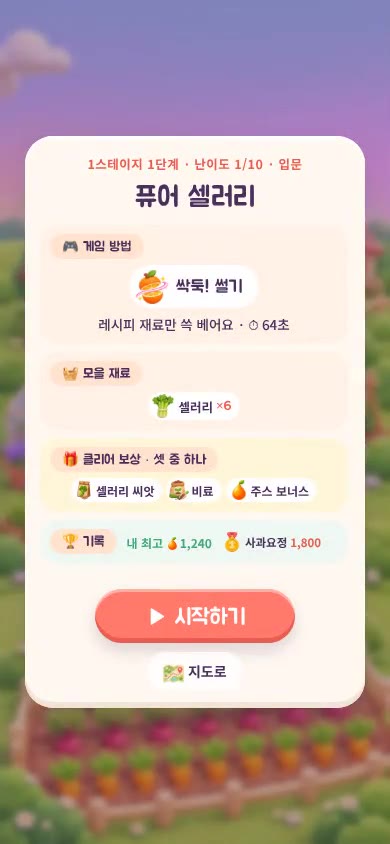 1스테이지 1단계 · 난이도 1/10 · 입문
퓨어 셀러리
게임 방법
싹둑! 썰기
레시피 재료만 쓱 베어요 · ⏱ 64초
모을 재료
셀러리 ×6
클리어 보상 · 셋 중 하나
셀러리 씨앗 비료 주스 보너스
기록 내 최고 1,240 사과요정 1,800
▶ 시작하기
지도로